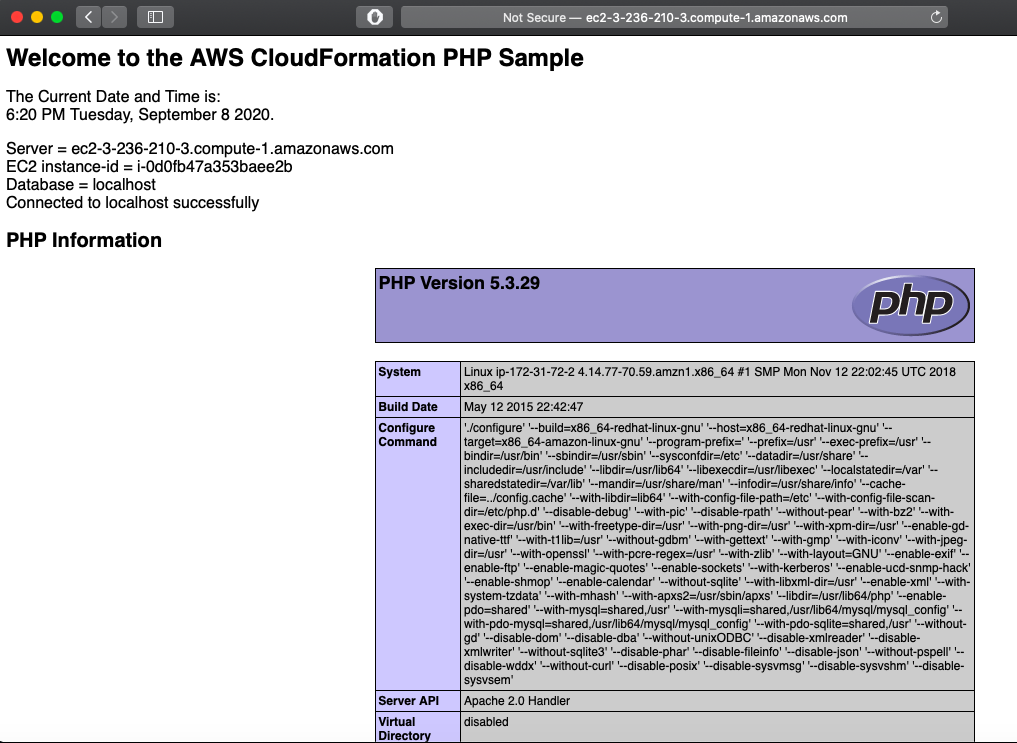 Not Secure — ec2-3-236-210-3.compute-1.amazonaws.com
Welcome to the AWS CloudFormation PHP Sample
The Current Date and Time is:
6:20 PM Tuesday, September 8 2020.
Server = ec2-3-236-210-3.compute-1.amazonaws.com
EC2 instance-id = i-0d0fb47a353baee2b
Database = localhost
Connected to localhost successfully
PHP Information
PHP Version 5.3.29
php
System
Linux ip-172-31-72-2 4.14.77-70.59.amzn1.x86_64 #1 SMP Mon Nov 12 22:02:45 UTC 2018
x86_64
Build Date
May 12 2015 22:42:47
Configure
Command
'./configure' '--build=x86_64-redhat-linux-gnu' '--host=x86_64-redhat-linux-gnu' '--
target=x86_64-amazon-linux-gnu' '--program-prefix=' '--prefix=/usr' '--exec-prefix=/usr' '--
bindir=/usr/bin' '--sbindir=/usr/sbin' '--sysconfdir=/etc' '--datadir=/usr/share' '--
includedir=/usr/include' '--libdir=/usr/lib64' '--libexecdir=/usr/libexec' '--localstatedir=/var' '--
sharedstatedir=/var/lib' '--mandir=/usr/share/man' '--infodir=/usr/share/info' '--cache-
file=../config.cache' '--with-libdir=lib64' '--with-config-file-path=/etc' '--with-config-file-scan-
dir=/etc/php.d' '--disable-debug' '--with-pic' '--disable-rpath' '--without-pear' '--with-bz2' '--with-
exec-dir=/usr/bin' '--with-freetype-dir=/usr' '--with-png-dir=/usr' '--with-xpm-dir=/usr' '--enable-gd-
native-ttf' '--with-t1lib=/usr' '--without-gdbm' '--with-gettext' '--with-gmp' '--with-iconv' '--with-jpeg-
dir=/usr' '--with-openssl' '--with-pcre-regex=/usr' '--with-zlib' '--with-layout=GNU' '--enable-exif' '--
enable-ftp' '--enable-magic-quotes' '--enable-sockets' '--with-kerberos' '--enable-ucd-snmp-hack'
'--enable-shmop' '--enable-calendar' '--without-sqlite' '--with-libxml-dir=/usr' '--enable-xml' '--with-
system-tzdata' '--with-mhash' '--with-apxs2=/usr/sbin/apxs' '--libdir=/usr/lib64/php' '--enable-
pdo=shared' '--with-mysql=shared,/usr' '--with-mysqli=shared,/usr/lib64/mysql/mysql_config' '--
with-pdo-mysql=shared,/usr/lib64/mysql/mysql_config' '--with-pdo-sqlite=shared,/usr' '--without-
gd' '--disable-dom' '--disable-dba' '--without-unixODBC' '--disable-xmlreader' '--disable-
xmlwriter' '--without-sqlite3' '--disable-phar' '--disable-fileinfo' '--disable-json' '--without-pspell' '--
disable-wddx' '--without-curl' '--disable-posix' '--disable-sysvmsg' '--disable-sysvshm' '--disable-
sysvsem'
Server API
Apache 2.0 Handler
Virtual
Directory
disabled